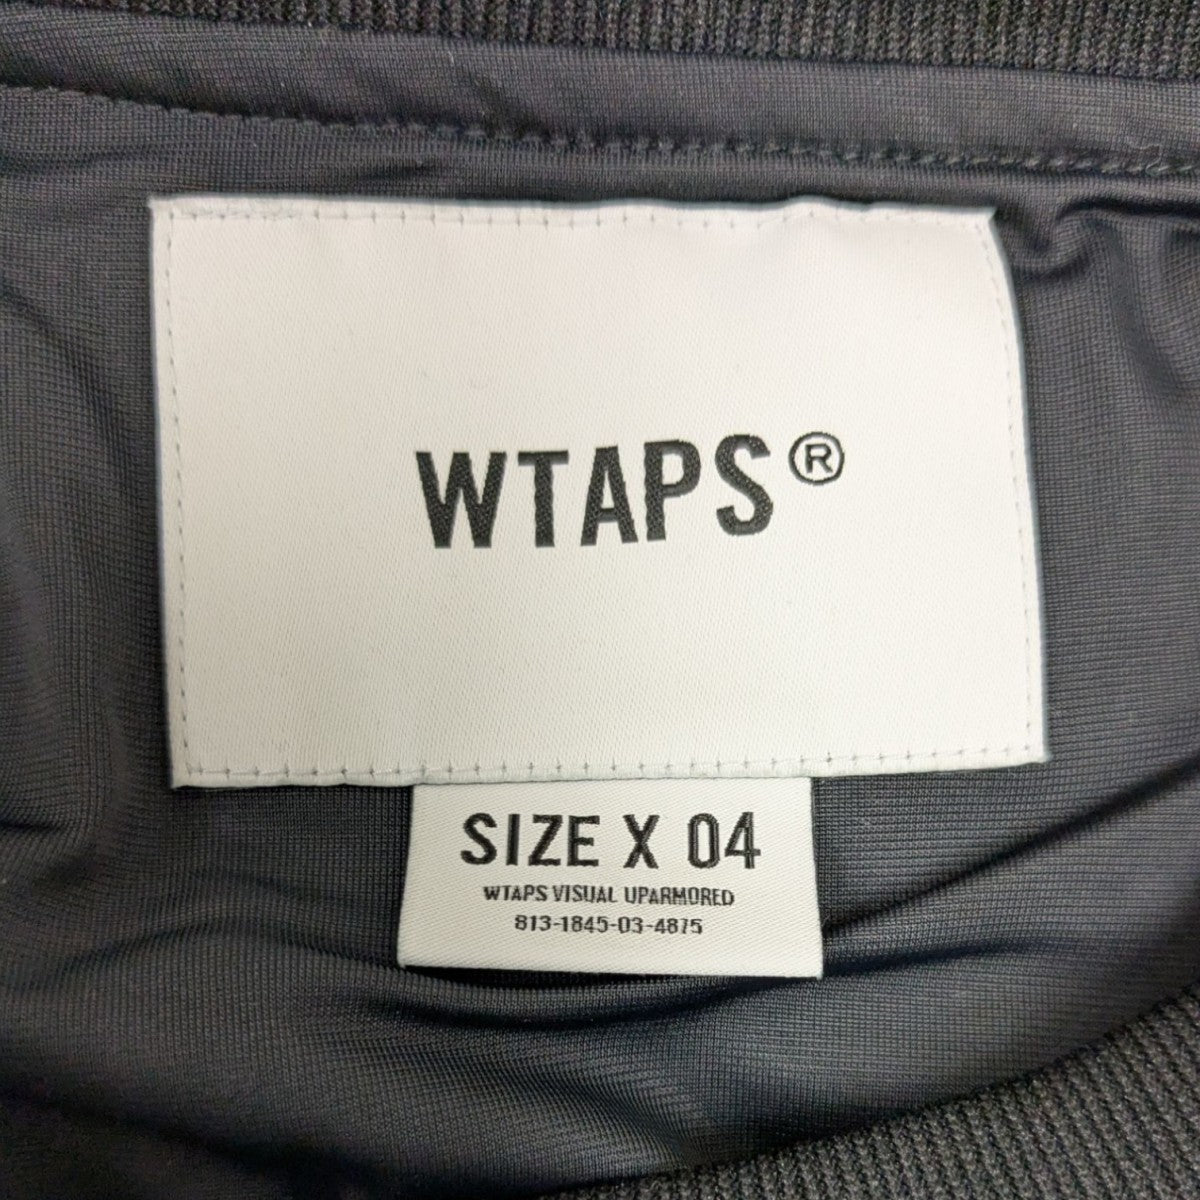 WTAPS®
SIZE X 04
WTAPS VISUAL UPARMORED
813-1845-03-4875